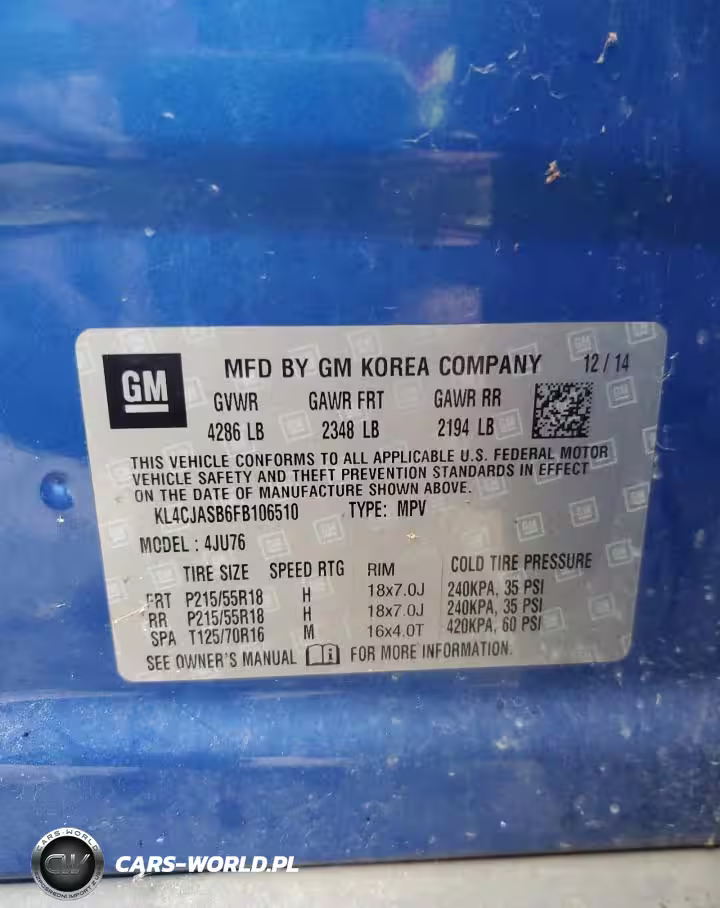 GM
MFD BY GM KOREA COMPANY 12 / 14
GVWR GAWR FRT GAWR RR
4286 LB 2348 LB 2194 LB
THIS VEHICLE CONFORMS TO ALL APPLICABLE U.S. FEDERAL MOTOR
VEHICLE SAFETY AND THEFT PREVENTION STANDARDS IN EFFECT
ON THE DATE OF MANUFACTURE SHOWN ABOVE.
KL4CJASB6FB106510 TYPE: MPV
MODEL : 4JU76
TIRE SIZE SPEED RTG RIM COLD TIRE PRESSURE
FRT P215/55R18 H 18x7.0J 240KPA, 35 PSI
RR P215/55R18 H 18x7.0J 240KPA, 35 PSI
SPA T125/70R16 M 16x4.0T 420KPA, 60 PSI
SEE OWNER'S MANUAL FOR MORE INFORMATION.
CARS-WORLD
CW
CARS-WORLD.PL